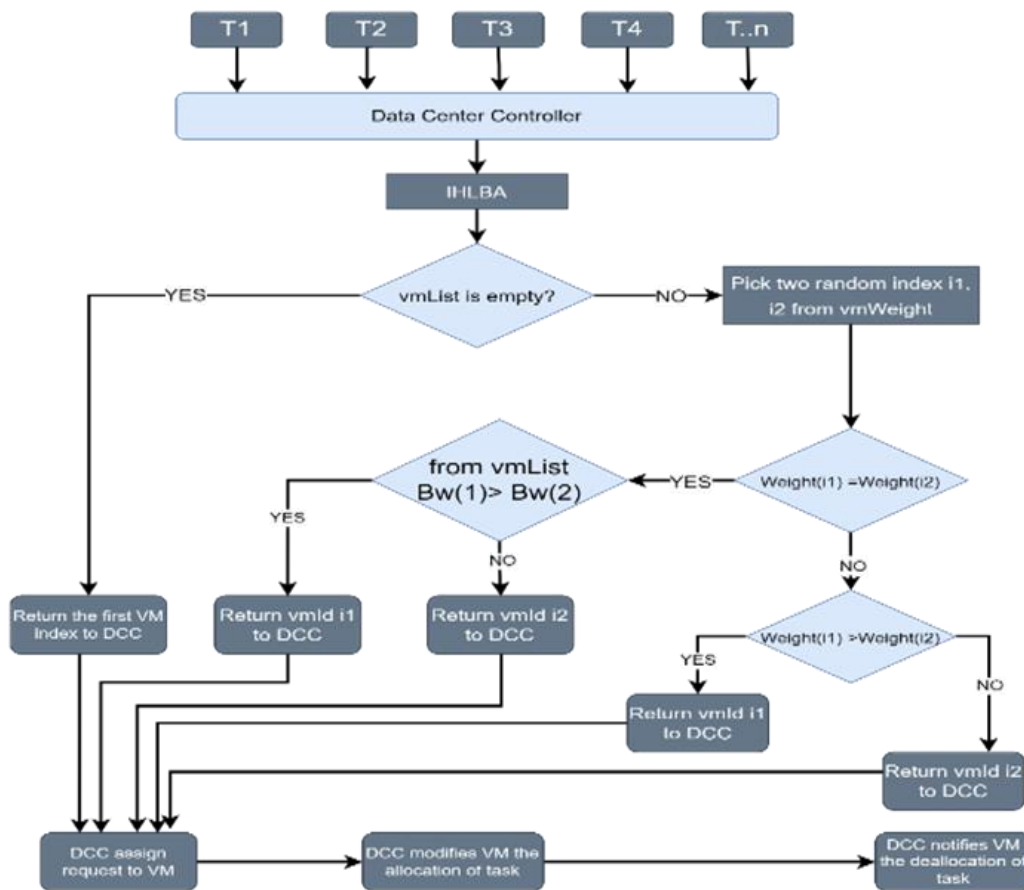 T1
T2
T3
T4
T..n
Data Center Controller
IHLBA
vmList is empty?
YES
NO
Pick two random index i1,
i2 from vmWeight
from vmList
Bw(1)> Bw(2)
YES
Weight(i1) =Weight(i2)
YES
NO
NO
Return the first VM
Index to DCC
Return vmId i1
to DCC
Return vmId i2
to DCC
Weight(i1) >Weight(i2)
YES
NO
Return vmId i1
to DCC
Return vmId i2
to DCC
DCC assign
request to VM
DCC modifies VM the
allocation of task
DCC notifies VM
the deallocation of
task